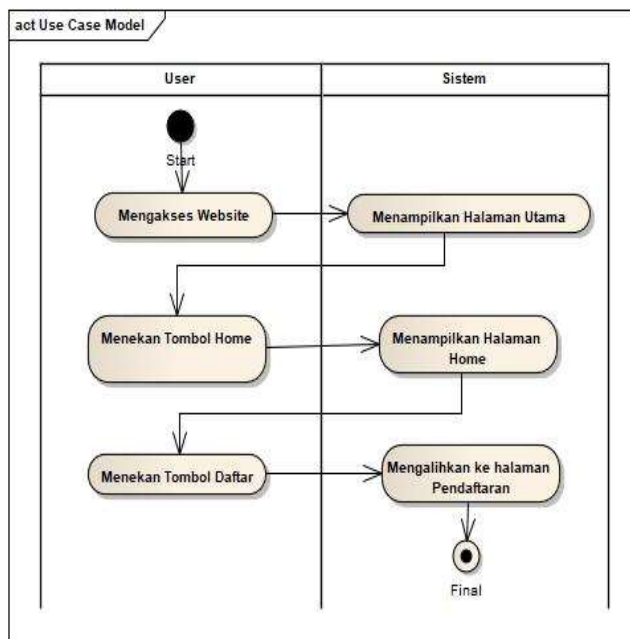 act Use Case Model
User
Sistem
Start
Mengakses Website
Menampilkan Halaman Utama
Menekan Tombol Home
Menampilkan Halaman
Home
Menekan Tombol Daftar
Mengalihkan ke halaman
Pendaftaran
Final